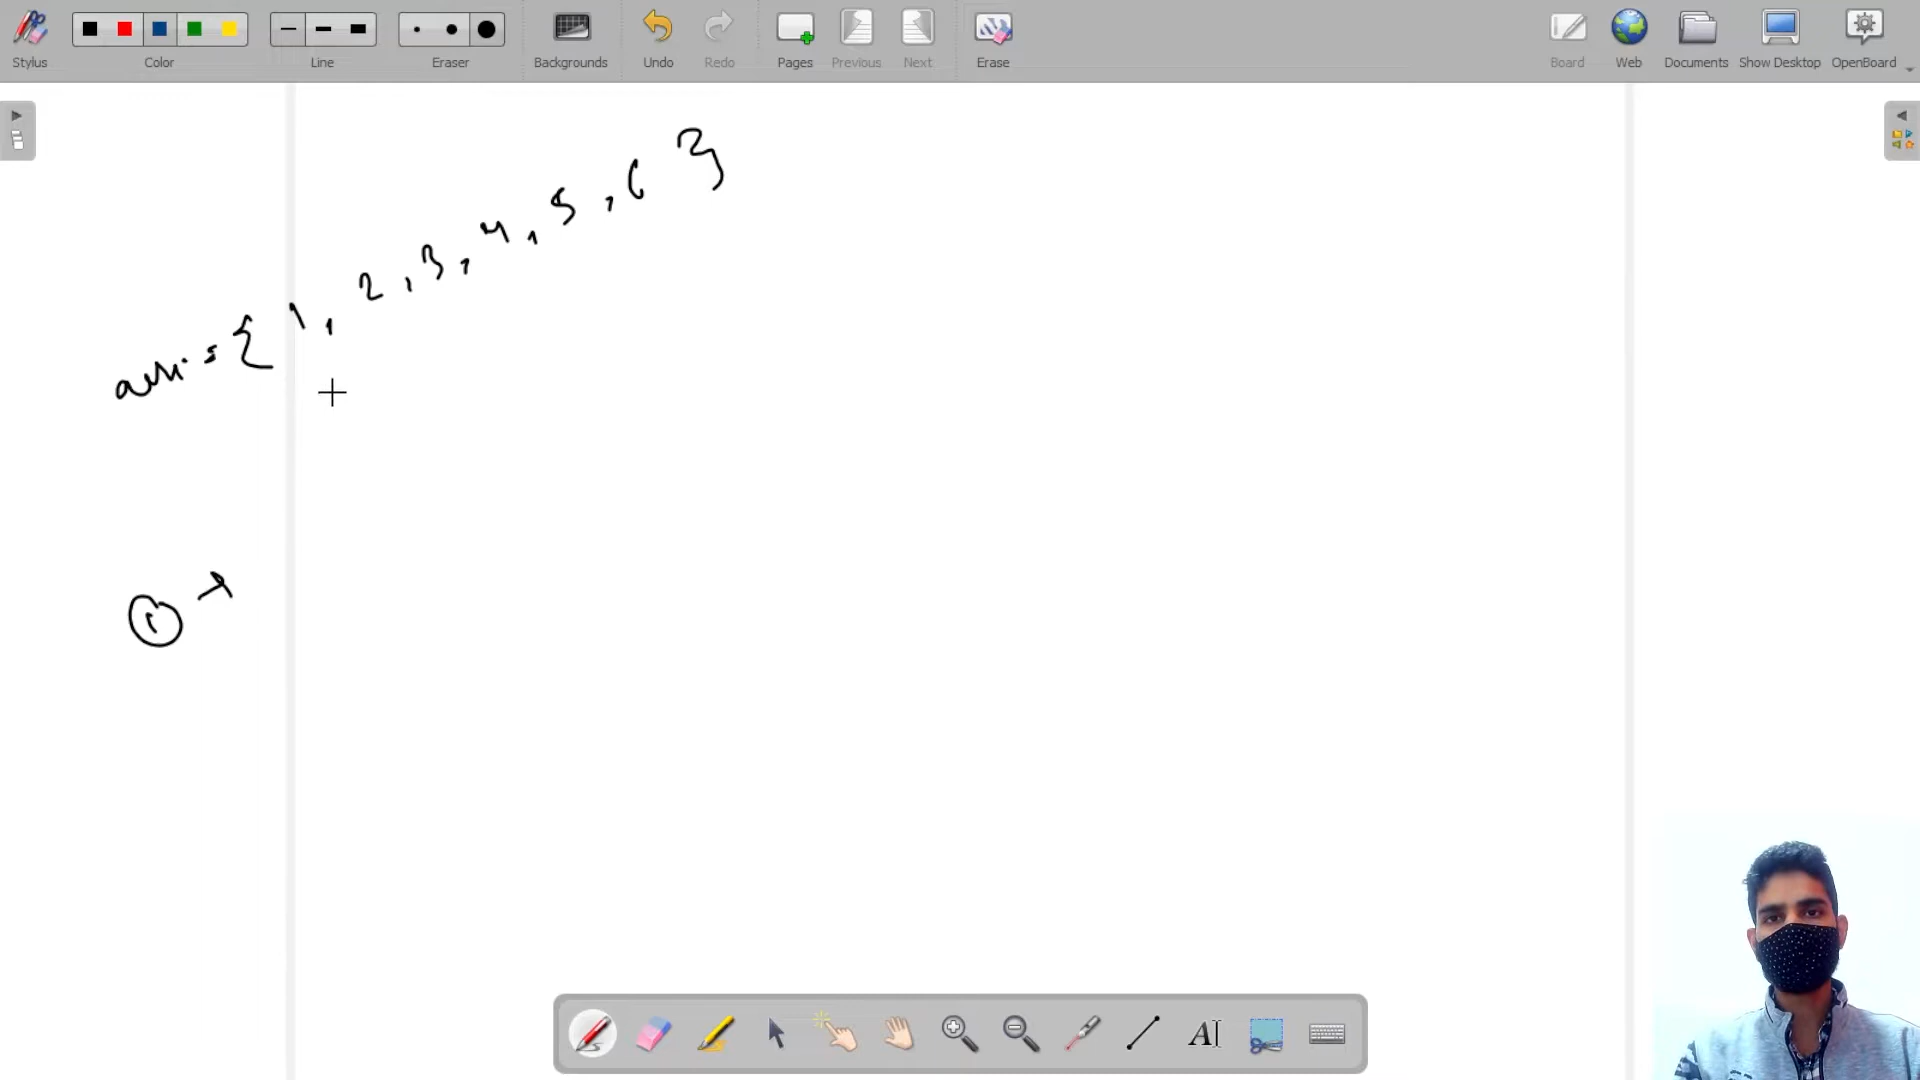 Stylus Color Line Eraser Backgrounds Undo Redo Pages Previous Next Erase Board Web Documents Show Desktop OpenBoard
arr = { 1, 2, 3, 4, 5, 6 }
① →
A